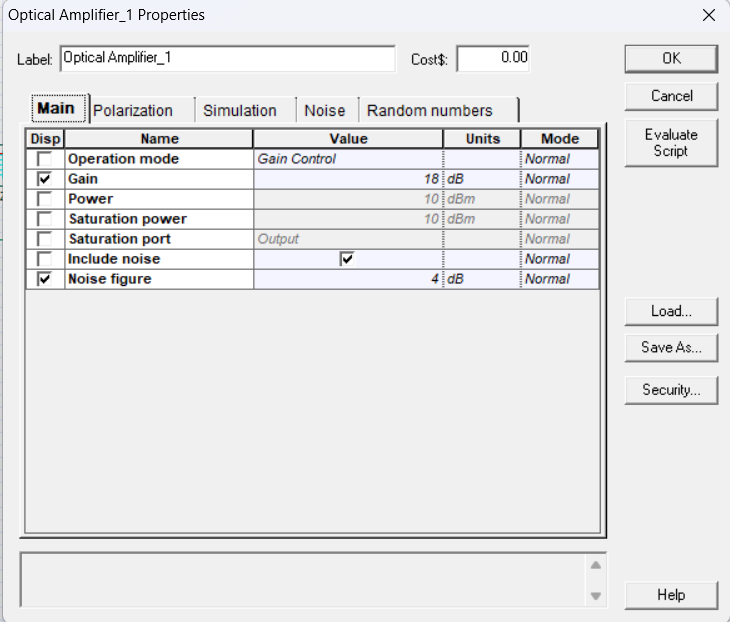 Optical Amplifier_1 Properties
Label: Optical Amplifier_1 Cost$: 0.00 OK
Cancel
Main Polarization Simulation Noise Random numbers
Evaluate Script
Disp Name Value Units Mode
Operation mode Gain Control Normal
Gain 18 dB Normal
Power 10 dBm Normal
Saturation power 10 dBm Normal
Saturation port Output Normal
Include noise Normal
Noise figure 4 dB Normal
Load...
Save As...
Security...
Help